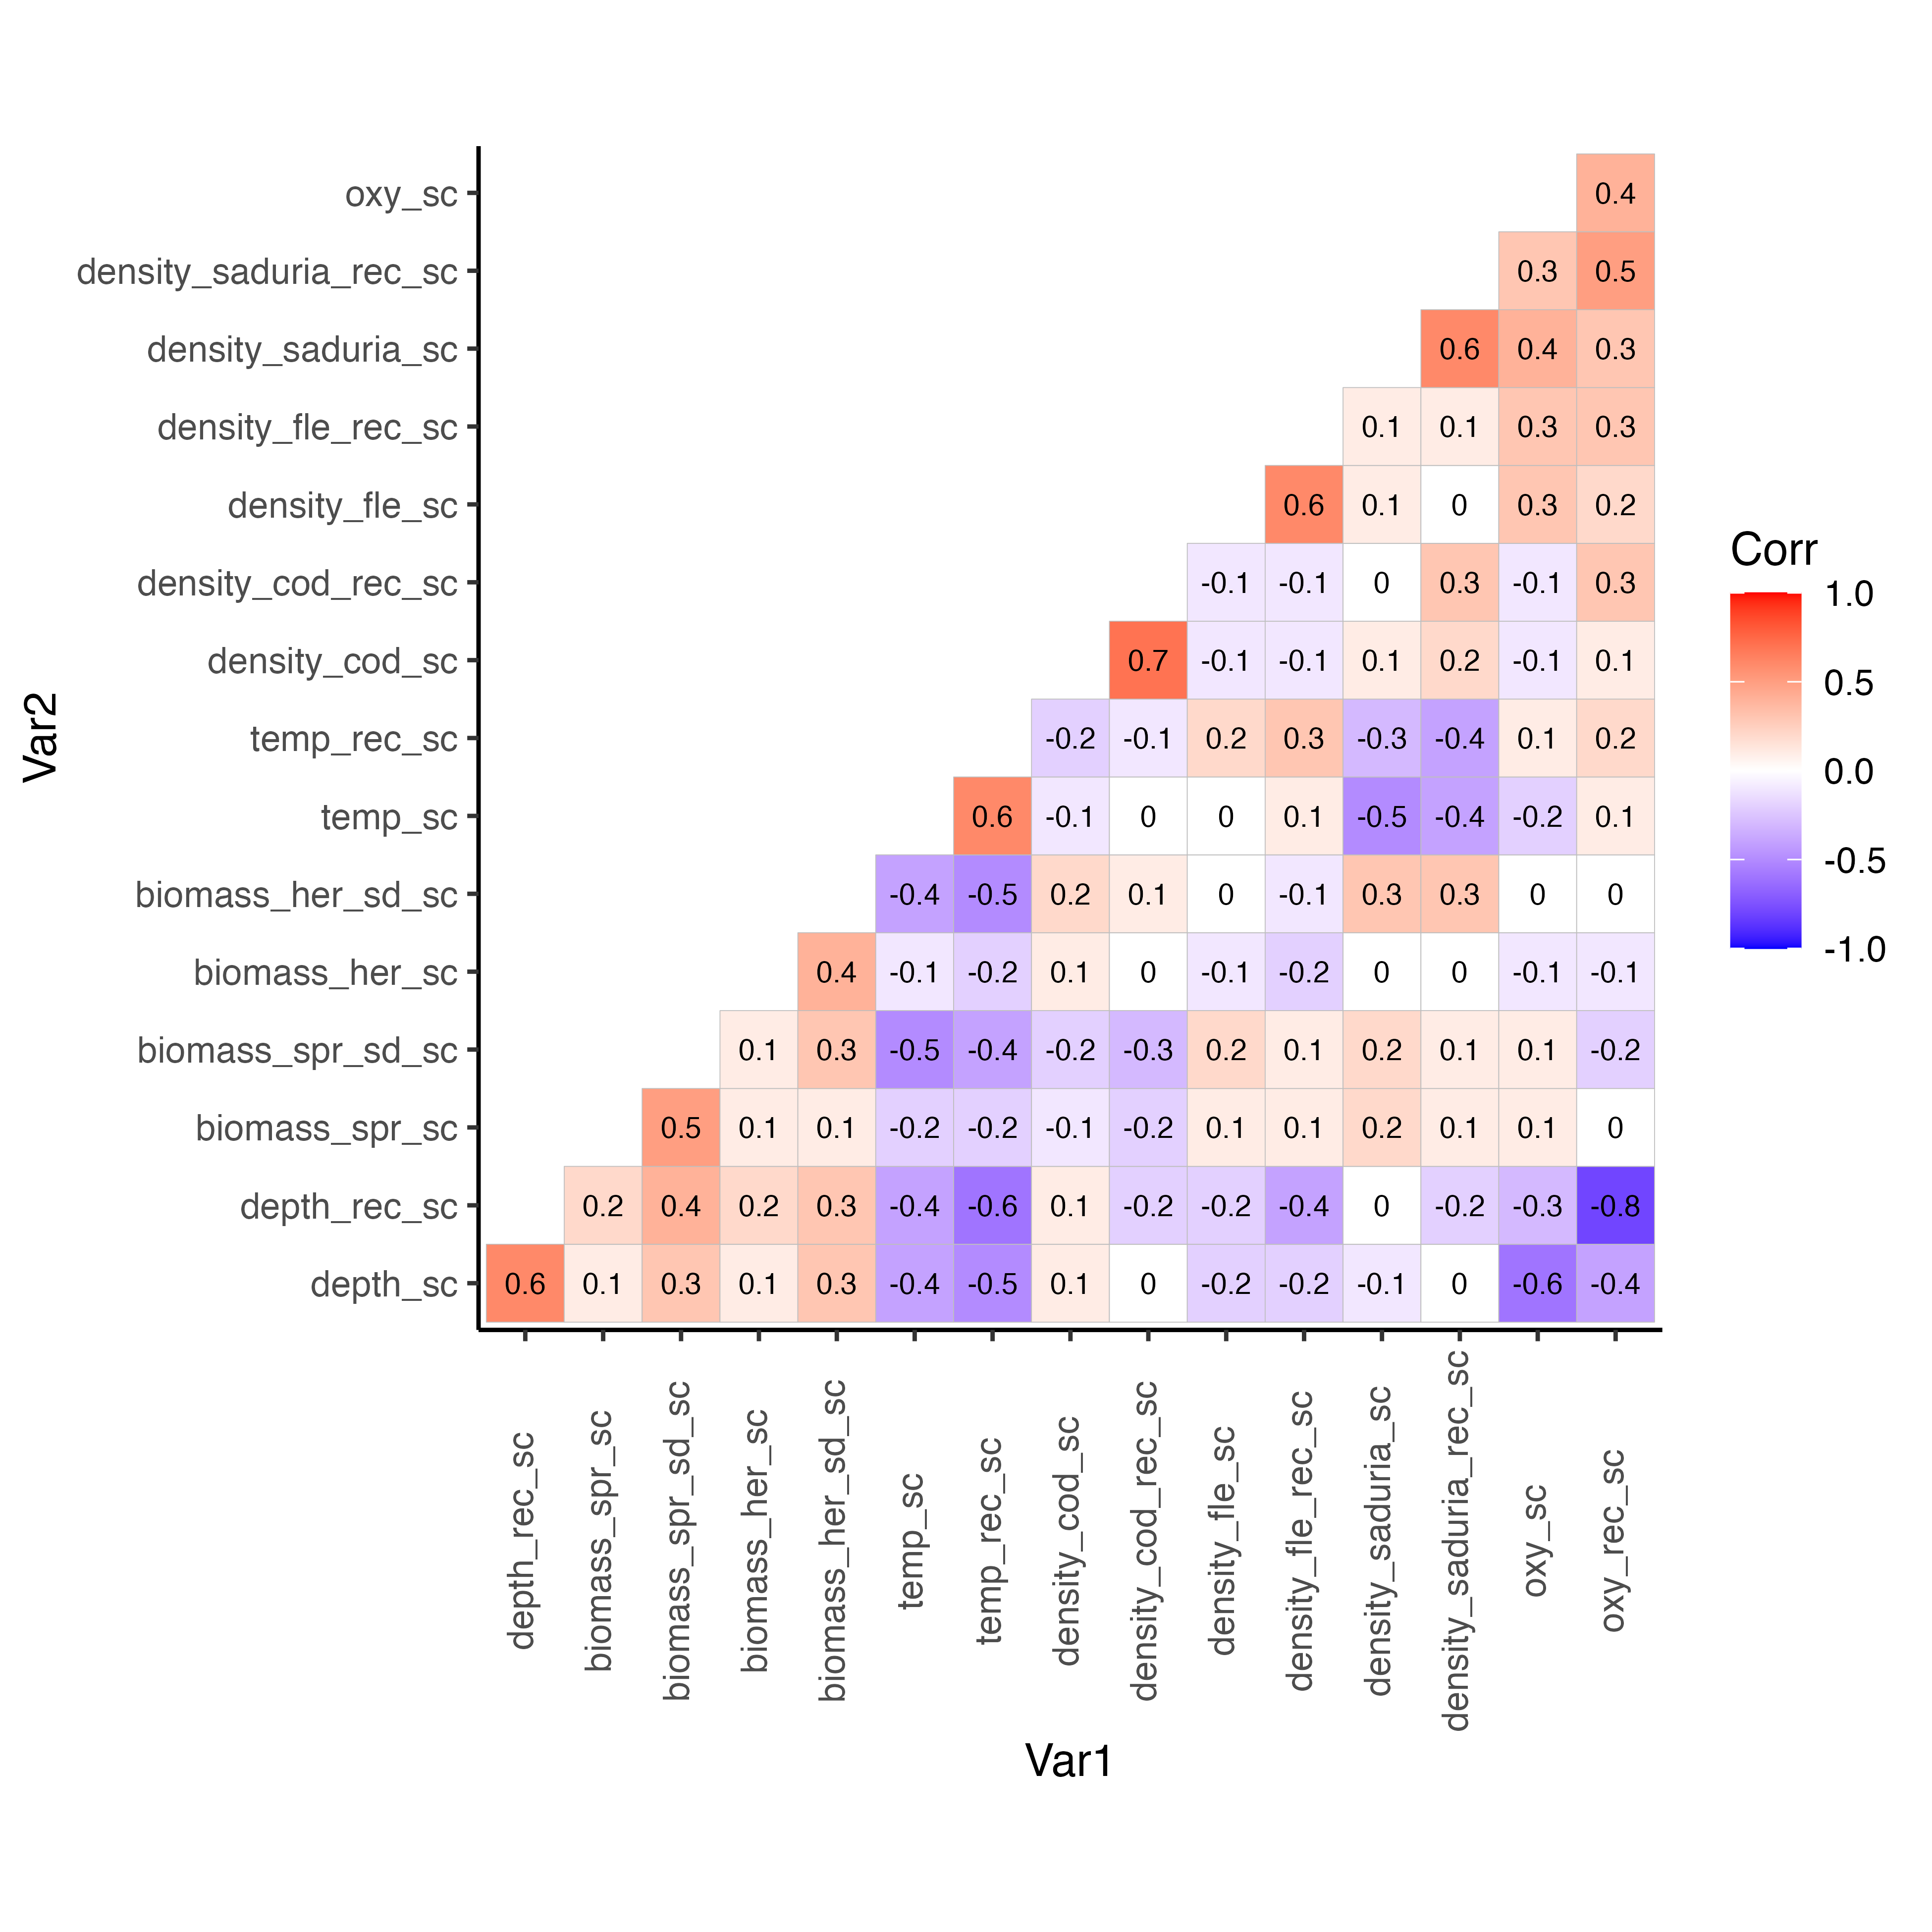 oxy_sc 0.4
density_saduria_rec_sc 0.3 0.5
density_saduria_sc 0.6 0.4 0.3
density_fle_rec_sc 0.1 0.1 0.3 0.3
density_fle_sc 0.6 0.1 0 0.3 0.2
density_cod_rec_sc -0.1 -0.1 0 0.3 -0.1 0.3
density_cod_sc 0.7 -0.1 -0.1 0.1 0.2 -0.1 0.1
temp_rec_sc -0.2 -0.1 0.2 0.3 -0.3 -0.4 0.1 0.2
temp_sc 0.6 -0.1 0 0 0.1 -0.5 -0.4 -0.2 0.1
biomass_her_sd_sc -0.4 -0.5 0.2 0.1 0 -0.1 0.3 0.3 0 0
biomass_her_sc 0.4 -0.1 -0.2 0.1 0 -0.1 -0.2 0 0 -0.1 -0.1
biomass_spr_sd_sc 0.1 0.3 -0.5 -0.4 -0.2 -0.3 0.2 0.1 0.2 0.1 0.1 -0.2
biomass_spr_sc 0.5 0.1 0.1 -0.2 -0.2 -0.1 -0.2 0.1 0.1 0.2 0.1 0.1 0
depth_rec_sc 0.2 0.4 0.2 0.3 -0.4 -0.6 0.1 -0.2 -0.2 -0.4 0 -0.2 -0.3 -0.8
depth_sc 0.6 0.1 0.3 0.1 0.3 -0.4 -0.5 0.1 0 -0.2 -0.2 -0.1 0 -0.6 -0.4
Var2
depth_rec_sc
biomass_spr_sc
biomass_spr_sd_sc
biomass_her_sc
biomass_her_sd_sc
temp_sc
temp_rec_sc
density_cod_sc
density_cod_rec_sc
density_fle_sc
density_fle_rec_sc
density_saduria_sc
density_saduria_rec_sc
oxy_sc
oxy_rec_sc
Var1
Corr
1.0
0.5
0.0
-0.5
-1.0